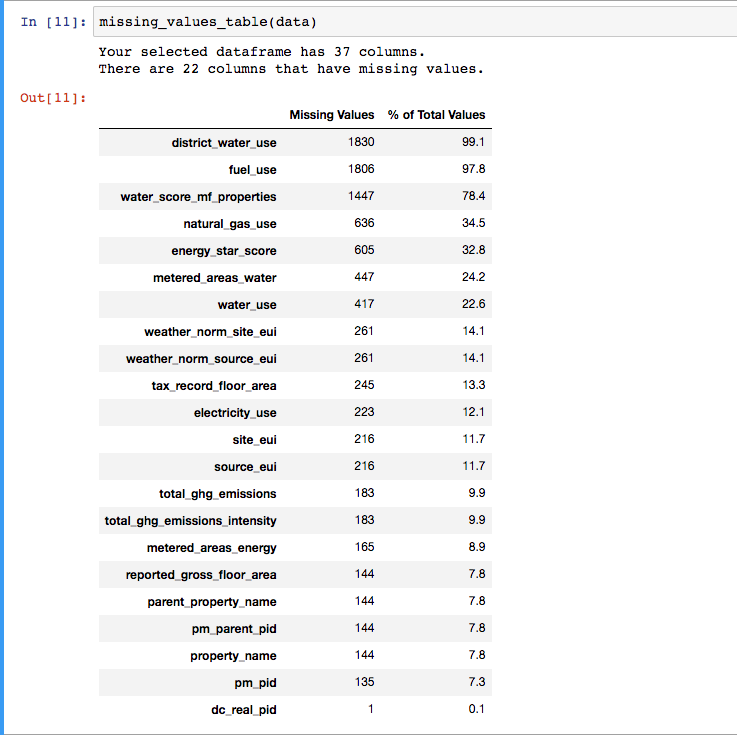 In [11]: missing_values_table(data)
Your selected dataframe has 37 columns.
There are 22 columns that have missing values.
Out[11]:
Missing Values % of Total Values
district_water_use 1830 99.1
fuel_use 1806 97.8
water_score_mf_properties 1447 78.4
natural_gas_use 636 34.5
energy_star_score 605 32.8
metered_areas_water 447 24.2
water_use 417 22.6
weather_norm_site_eui 261 14.1
weather_norm_source_eui 261 14.1
tax_record_floor_area 245 13.3
electricity_use 223 12.1
site_eui 216 11.7
source_eui 216 11.7
total_ghg_emissions 183 9.9
total_ghg_emissions_intensity 183 9.9
metered_areas_energy 165 8.9
reported_gross_floor_area 144 7.8
parent_property_name 144 7.8
pm_parent_pid 144 7.8
property_name 144 7.8
pm_pid 135 7.3
dc_real_pid 1 0.1